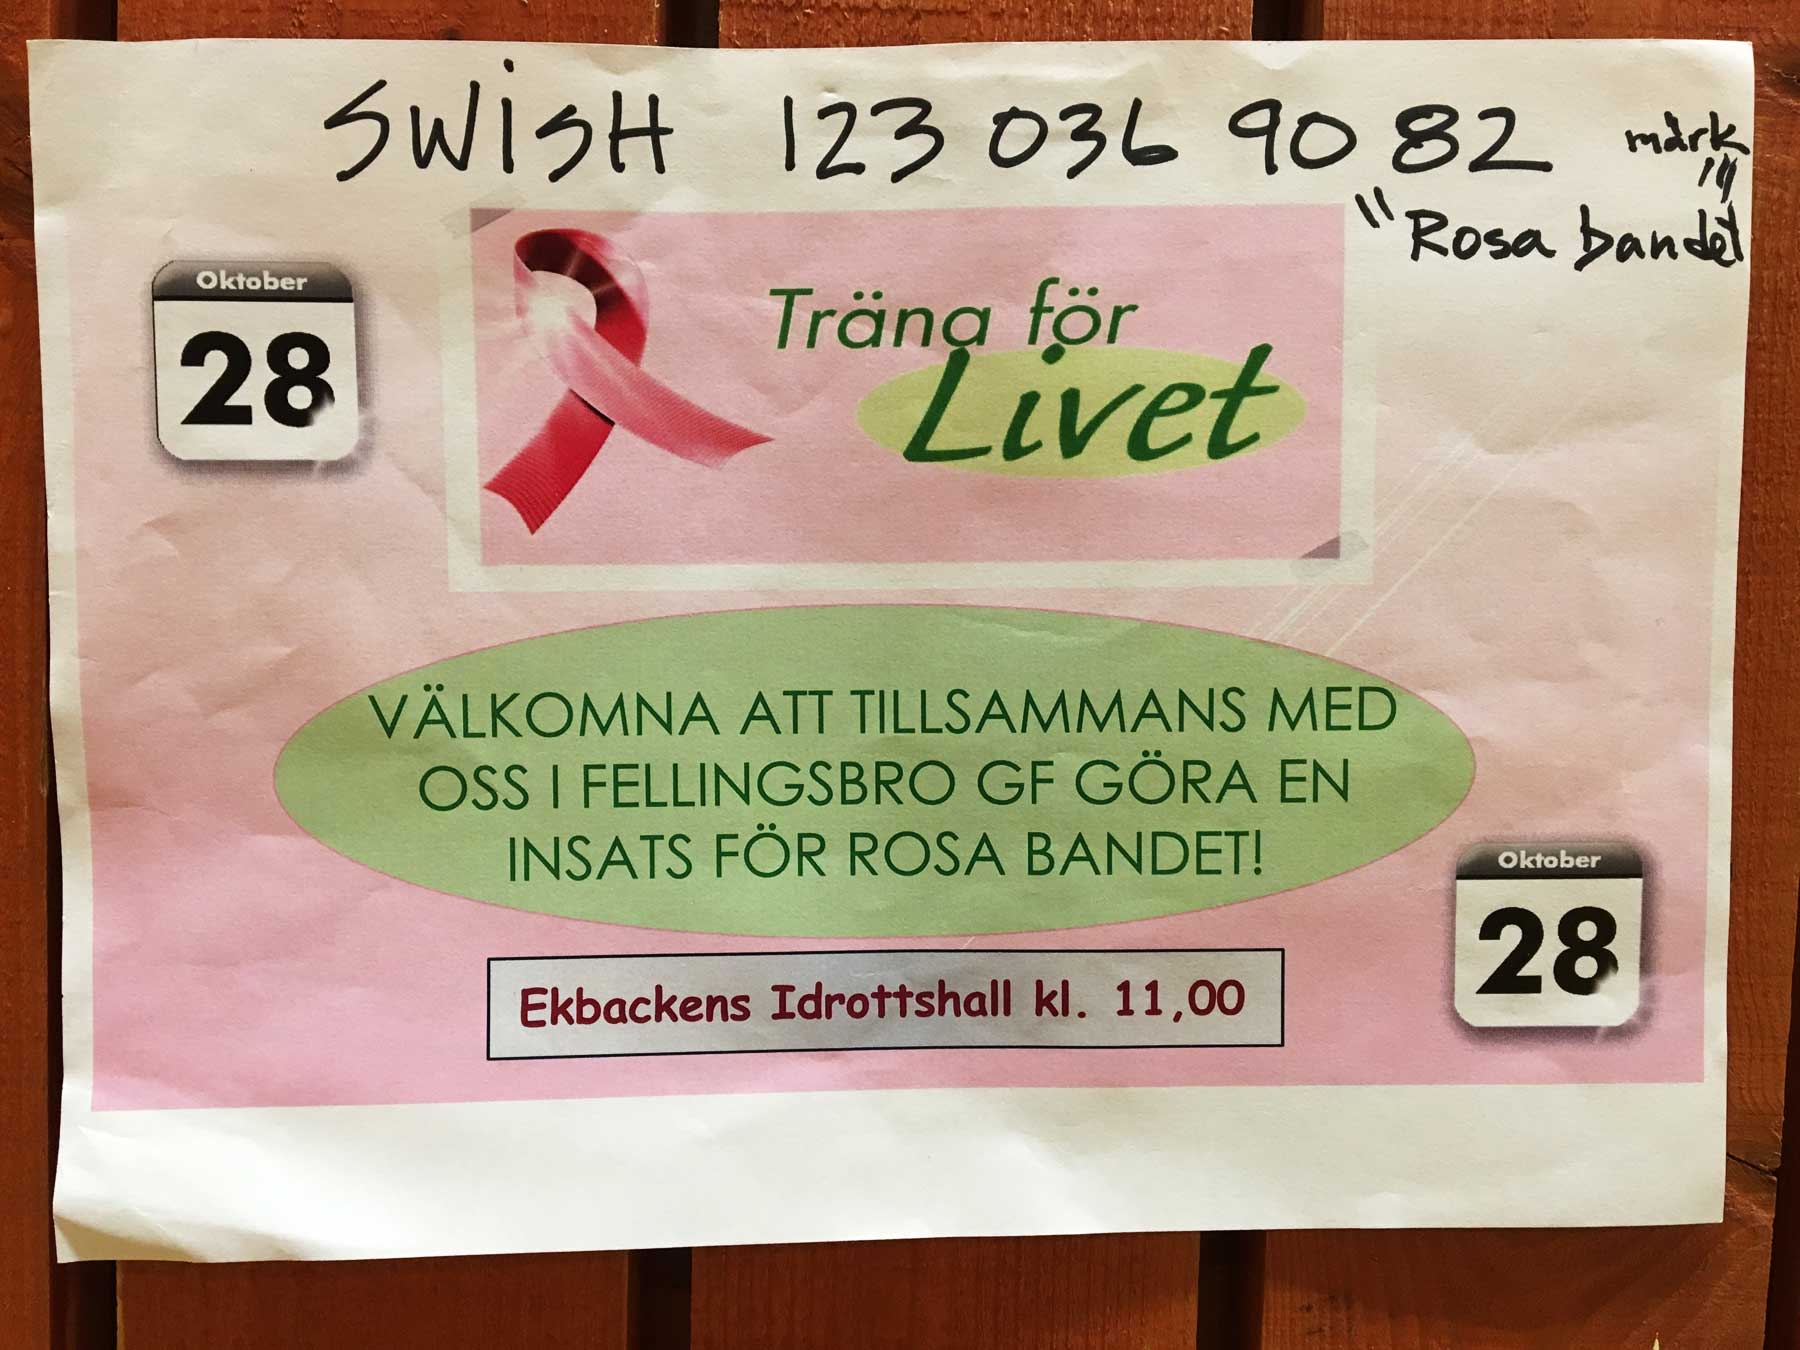 SWiSH 123 036 90 82 märk
"Rosa bandet"
Oktober
28
Träna för
Livet
VÄLKOMNA ATT TILLSAMMANS MED
OSS I FELLINGSBRO GF GÖRA EN
INSATS FÖR ROSA BANDET!
Oktober
28
Ekbackens Idrottshall kl. 11,00